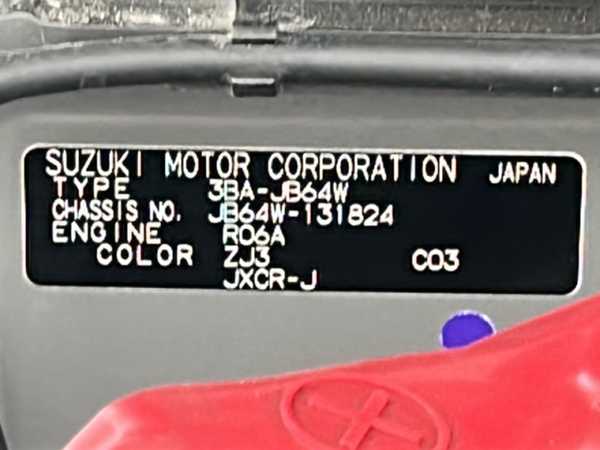 SUZUKI MOTOR CORPORATION JAPAN
TYPE 3BA-JB64W
CHASSIS NO. JB64W-131824
ENGINE R06A
COLOR ZJ3 C03
JXCR-J